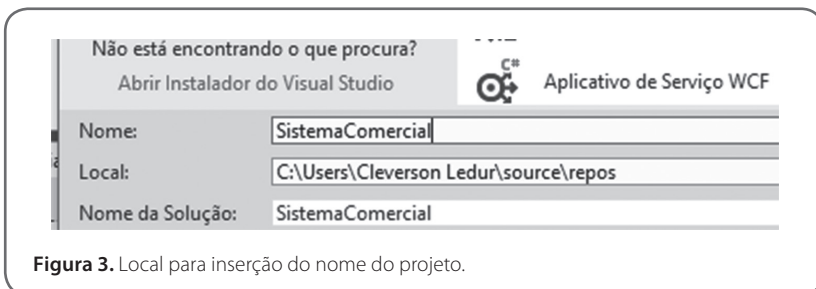 Não está encontrando o que procura?
Abrir Instalador do Visual Studio
C#
Aplicativo de Serviço WCF
Nome:
SistemaComercial
Local:
C:\Users\Cleverson Ledur\source\repos
Nome da Solução:
SistemaComercial
Figura 3. Local para inserção do nome do projeto.